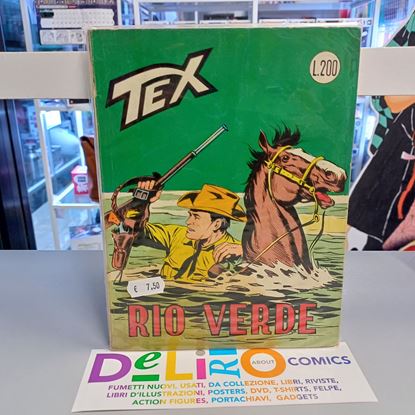 TEX
L.200
€ 7,50
RIO VERDE
DeLiRiO ABOUT COMICS
FUMETTI NUOVI, USATI, DA COLLEZIONE, LIBRI, RIVISTE,
LIBRI D'ILLUSTRAZIONI, POSTERS, DVD, T-SHIRTS, FELPE,
ACTION FIGURES, PORTACHIAVI, GADGETS